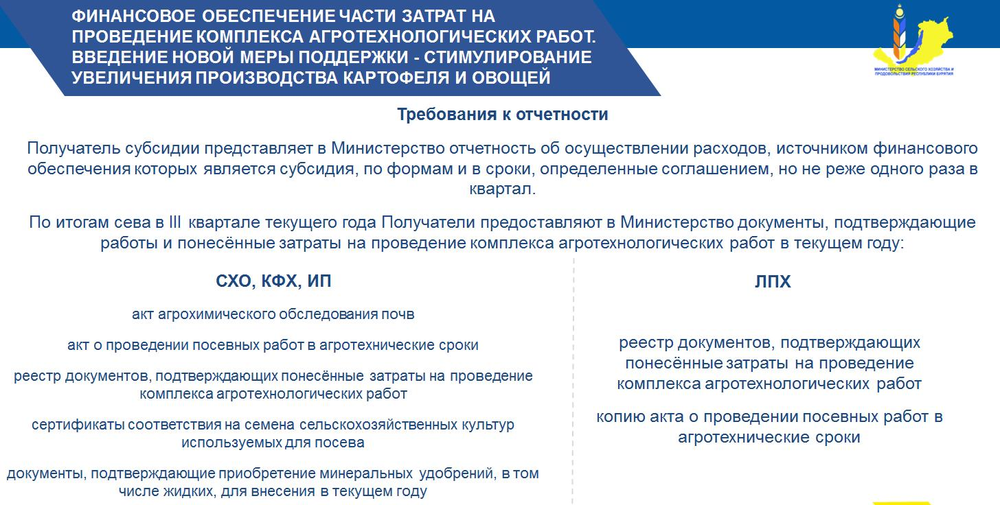 ФИНАНСОВОЕ ОБЕСПЕЧЕНИЕ ЧАСТИ ЗАТРАТ НА
ПРОВЕДЕНИЕ КОМПЛЕКСА АГРОТЕХНОЛОГИЧЕСКИХ РАБОТ.
ВВЕДЕНИЕ НОВОЙ МЕРЫ ПОДДЕРЖКИ - СТИМУЛИРОВАНИЕ
УВЕЛИЧЕНИЯ ПРОИЗВОДСТВА КАРТОФЕЛЯ И ОВОЩЕЙ
МИНИСТЕРСТВО СЕЛЬСКОГО ХОЗЯЙСТВА И
ПРОДОВОЛЬСТВИЯ РЕСПУБЛИКИ БУРЯТИЯ
Требования к отчетности
Получатель субсидии представляет в Министерство отчетность об осуществлении расходов, источником финансового
обеспечения которых является субсидия, по формам и в сроки, определенные соглашением, но не реже одного раза в
квартал.
По итогам сева в III квартале текущего года Получатели предоставляют в Министерство документы, подтверждающие
работы и понесённые затраты на проведение комплекса агротехнологических работ в текущем году:
СХО, КФХ, ИП
акт агрохимического обследования почв
акт о проведении посевных работ в агротехнические сроки
реестр документов, подтверждающих понесённые затраты на проведение
комплекса агротехнологических работ
сертификаты соответствия на семена сельскохозяйственных культур
используемых для посева
документы, подтверждающие приобретение минеральных удобрений, в том
числе жидких, для внесения в текущем году
ЛПХ
реестр документов, подтверждающих
понесённые затраты на проведение
комплекса агротехнологических работ
копию акта о проведении посевных работ в
агротехнические сроки